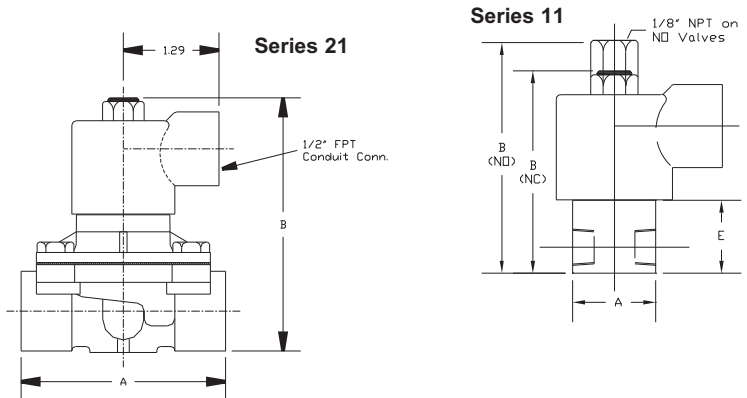 Series 21
1.29
1/2" FPT
Conduit Conn.
B
A
Series 11
1/8" NPT on
NO Valves
B
(NO)
B
(NC)
E
A